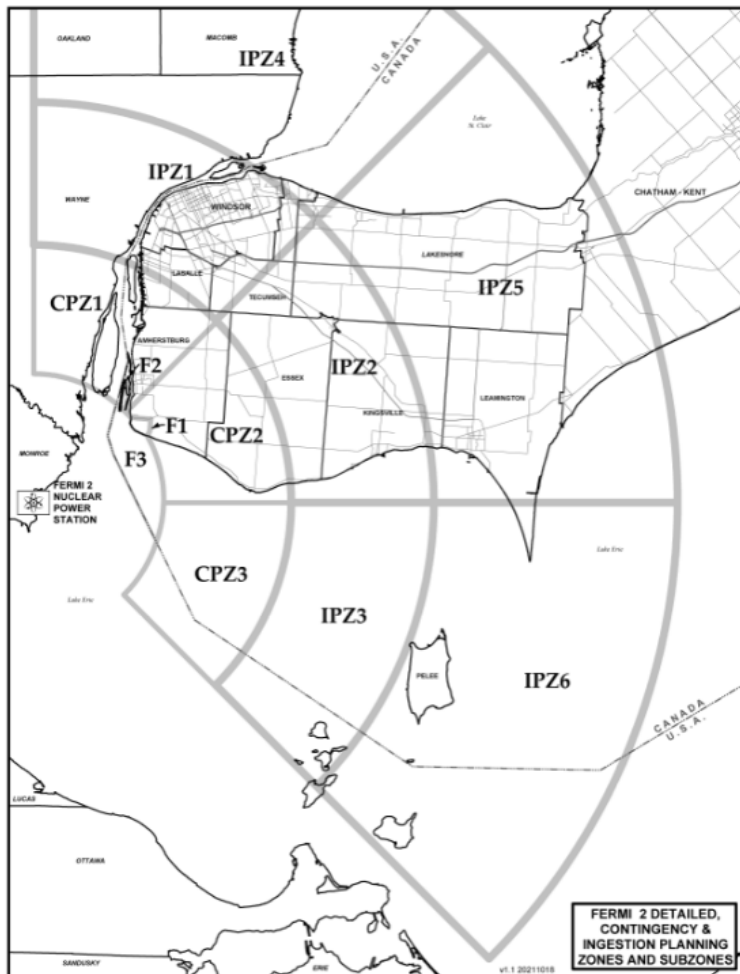 OAKLAND
MACOMB
IPZ4
U.S.A.
CANADA
Lake
St. Clair
IPZ1
CHATHAM - KENT
WAYNE
WINDSOR
LAKESHORE
LASALLE
TECUMSEH
IPZ5
CPZ1
AMHERSTBURG
F2
IPZ2
ESSEX
LEAMINGTON
KINGSVILLE
F1
CPZ2
F3
MONROE
FERMI 2
NUCLEAR
POWER
STATION
Lake Erie
CPZ3
Lake Erie
IPZ3
PELEE
IPZ6
CANADA
U.S.A.
LUCAS
OTTAWA
SANDUSKY
ERIE
v1.1 20211018
FERMI 2 DETAILED,
CONTINGENCY &
INGESTION PLANNING
ZONES AND SUBZONES